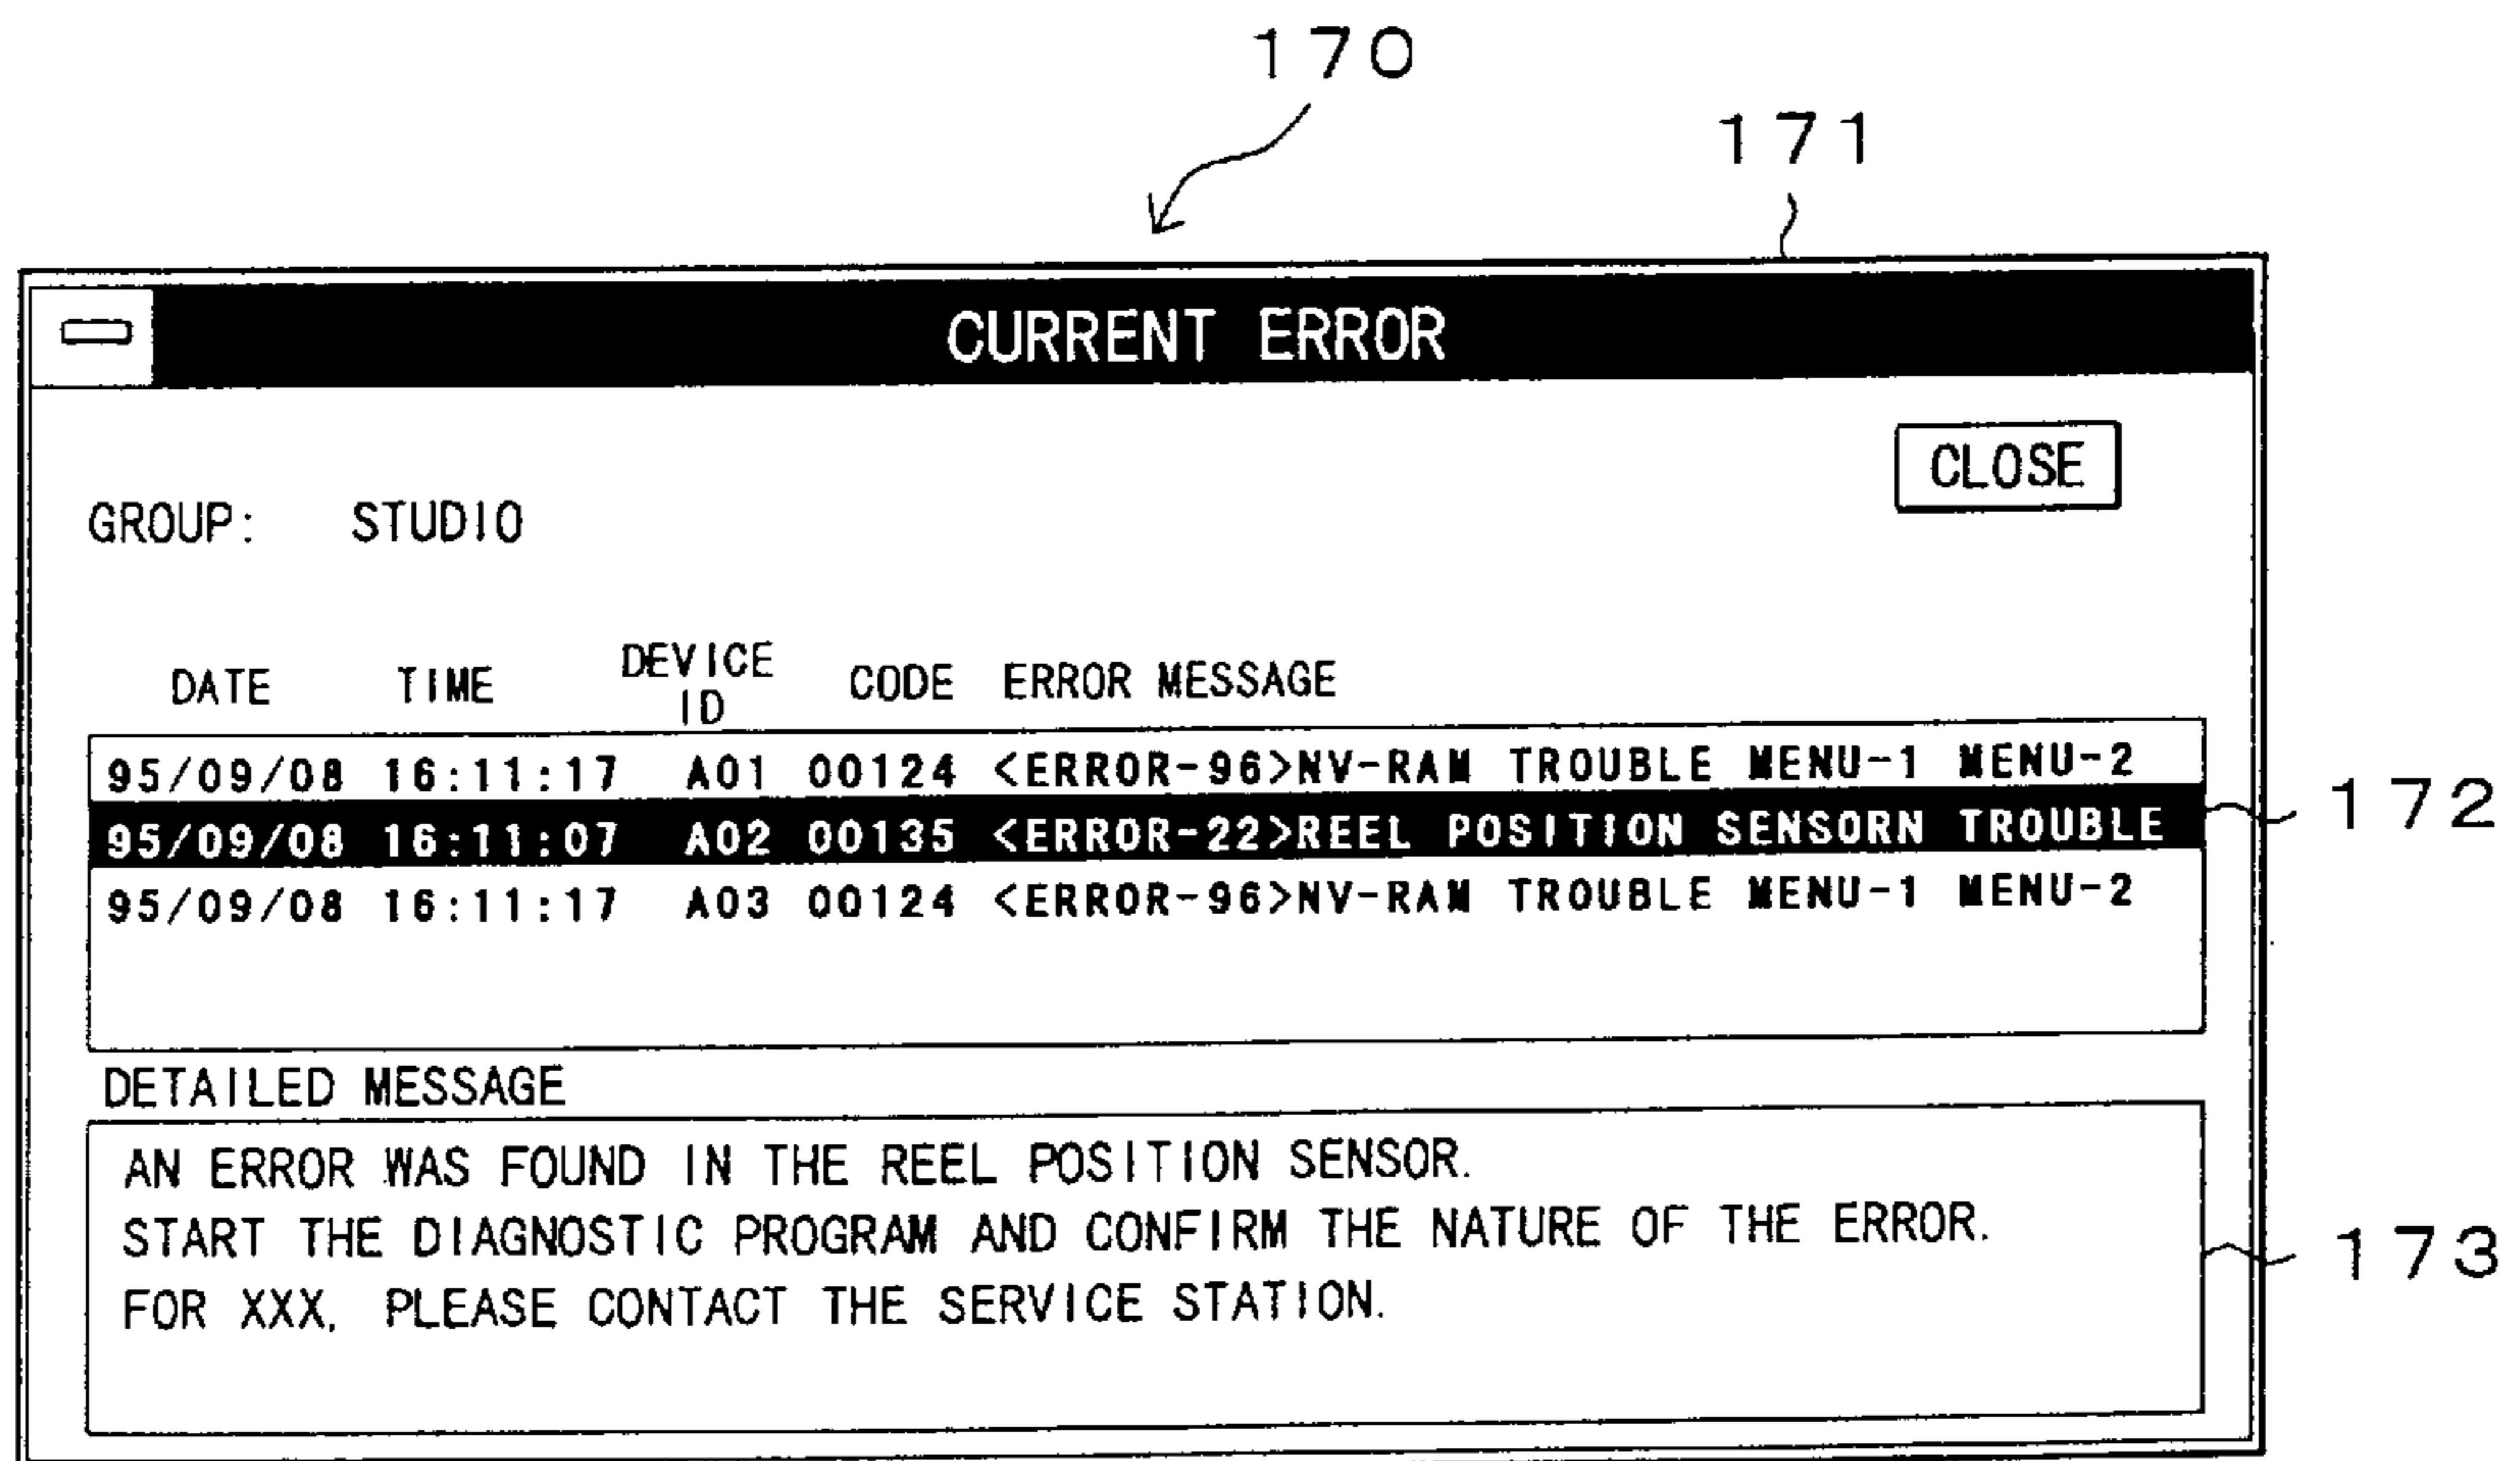 170
171
CURRENT ERROR
CLOSE
GROUP: STUDIO
DATE TIME DEVICE ID CODE ERROR MESSAGE
95/09/08 16:11:17 A01 00124 <ERROR-96>NV-RAM TROUBLE MENU-1 MENU-2
95/09/08 16:11:07 A02 00135 <ERROR-22>REEL POSITION SENSORN TROUBLE
172
95/09/08 16:11:17 A03 00124 <ERROR-96>NV-RAM TROUBLE MENU-1 MENU-2
DETAILED MESSAGE
AN ERROR WAS FOUND IN THE REEL POSITION SENSOR.
START THE DIAGNOSTIC PROGRAM AND CONFIRM THE NATURE OF THE ERROR.
173
FOR XXX, PLEASE CONTACT THE SERVICE STATION.